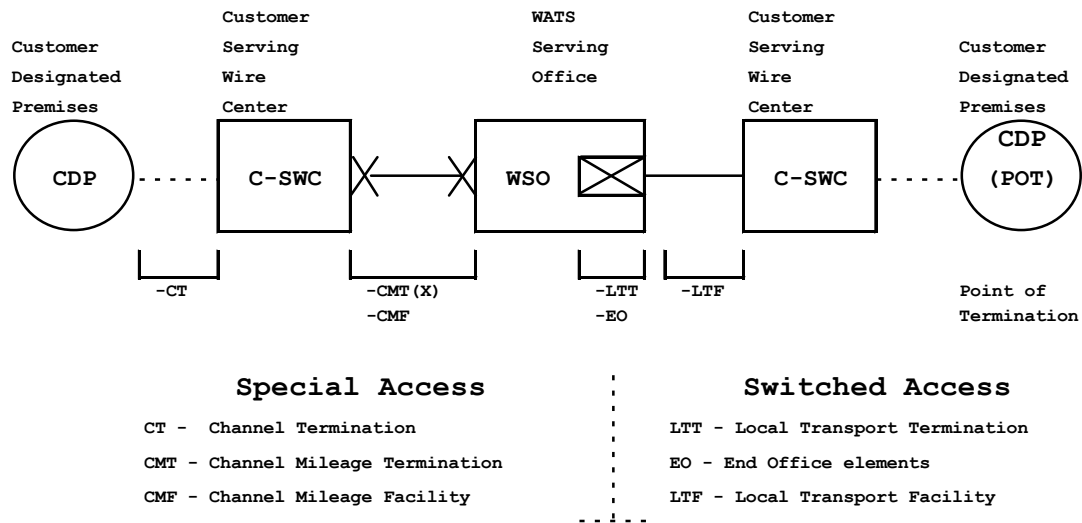 Customer
Designated
Premises
Customer
Serving
Wire
Center
WATS
Serving
Office
Customer
Serving
Wire
Center
Customer
Designated
Premises
CDP
C-SWC
WSO
C-SWC
CDP
(POT)
-CT
-CMT(X)
-CMF
-LTT
-EO
-LTF
Point of
Termination
Special Access
CT - Channel Termination
CMT - Channel Mileage Termination
CMF - Channel Mileage Facility
Switched Access
LTT - Local Transport Termination
EO - End Office elements
LTF - Local Transport Facility